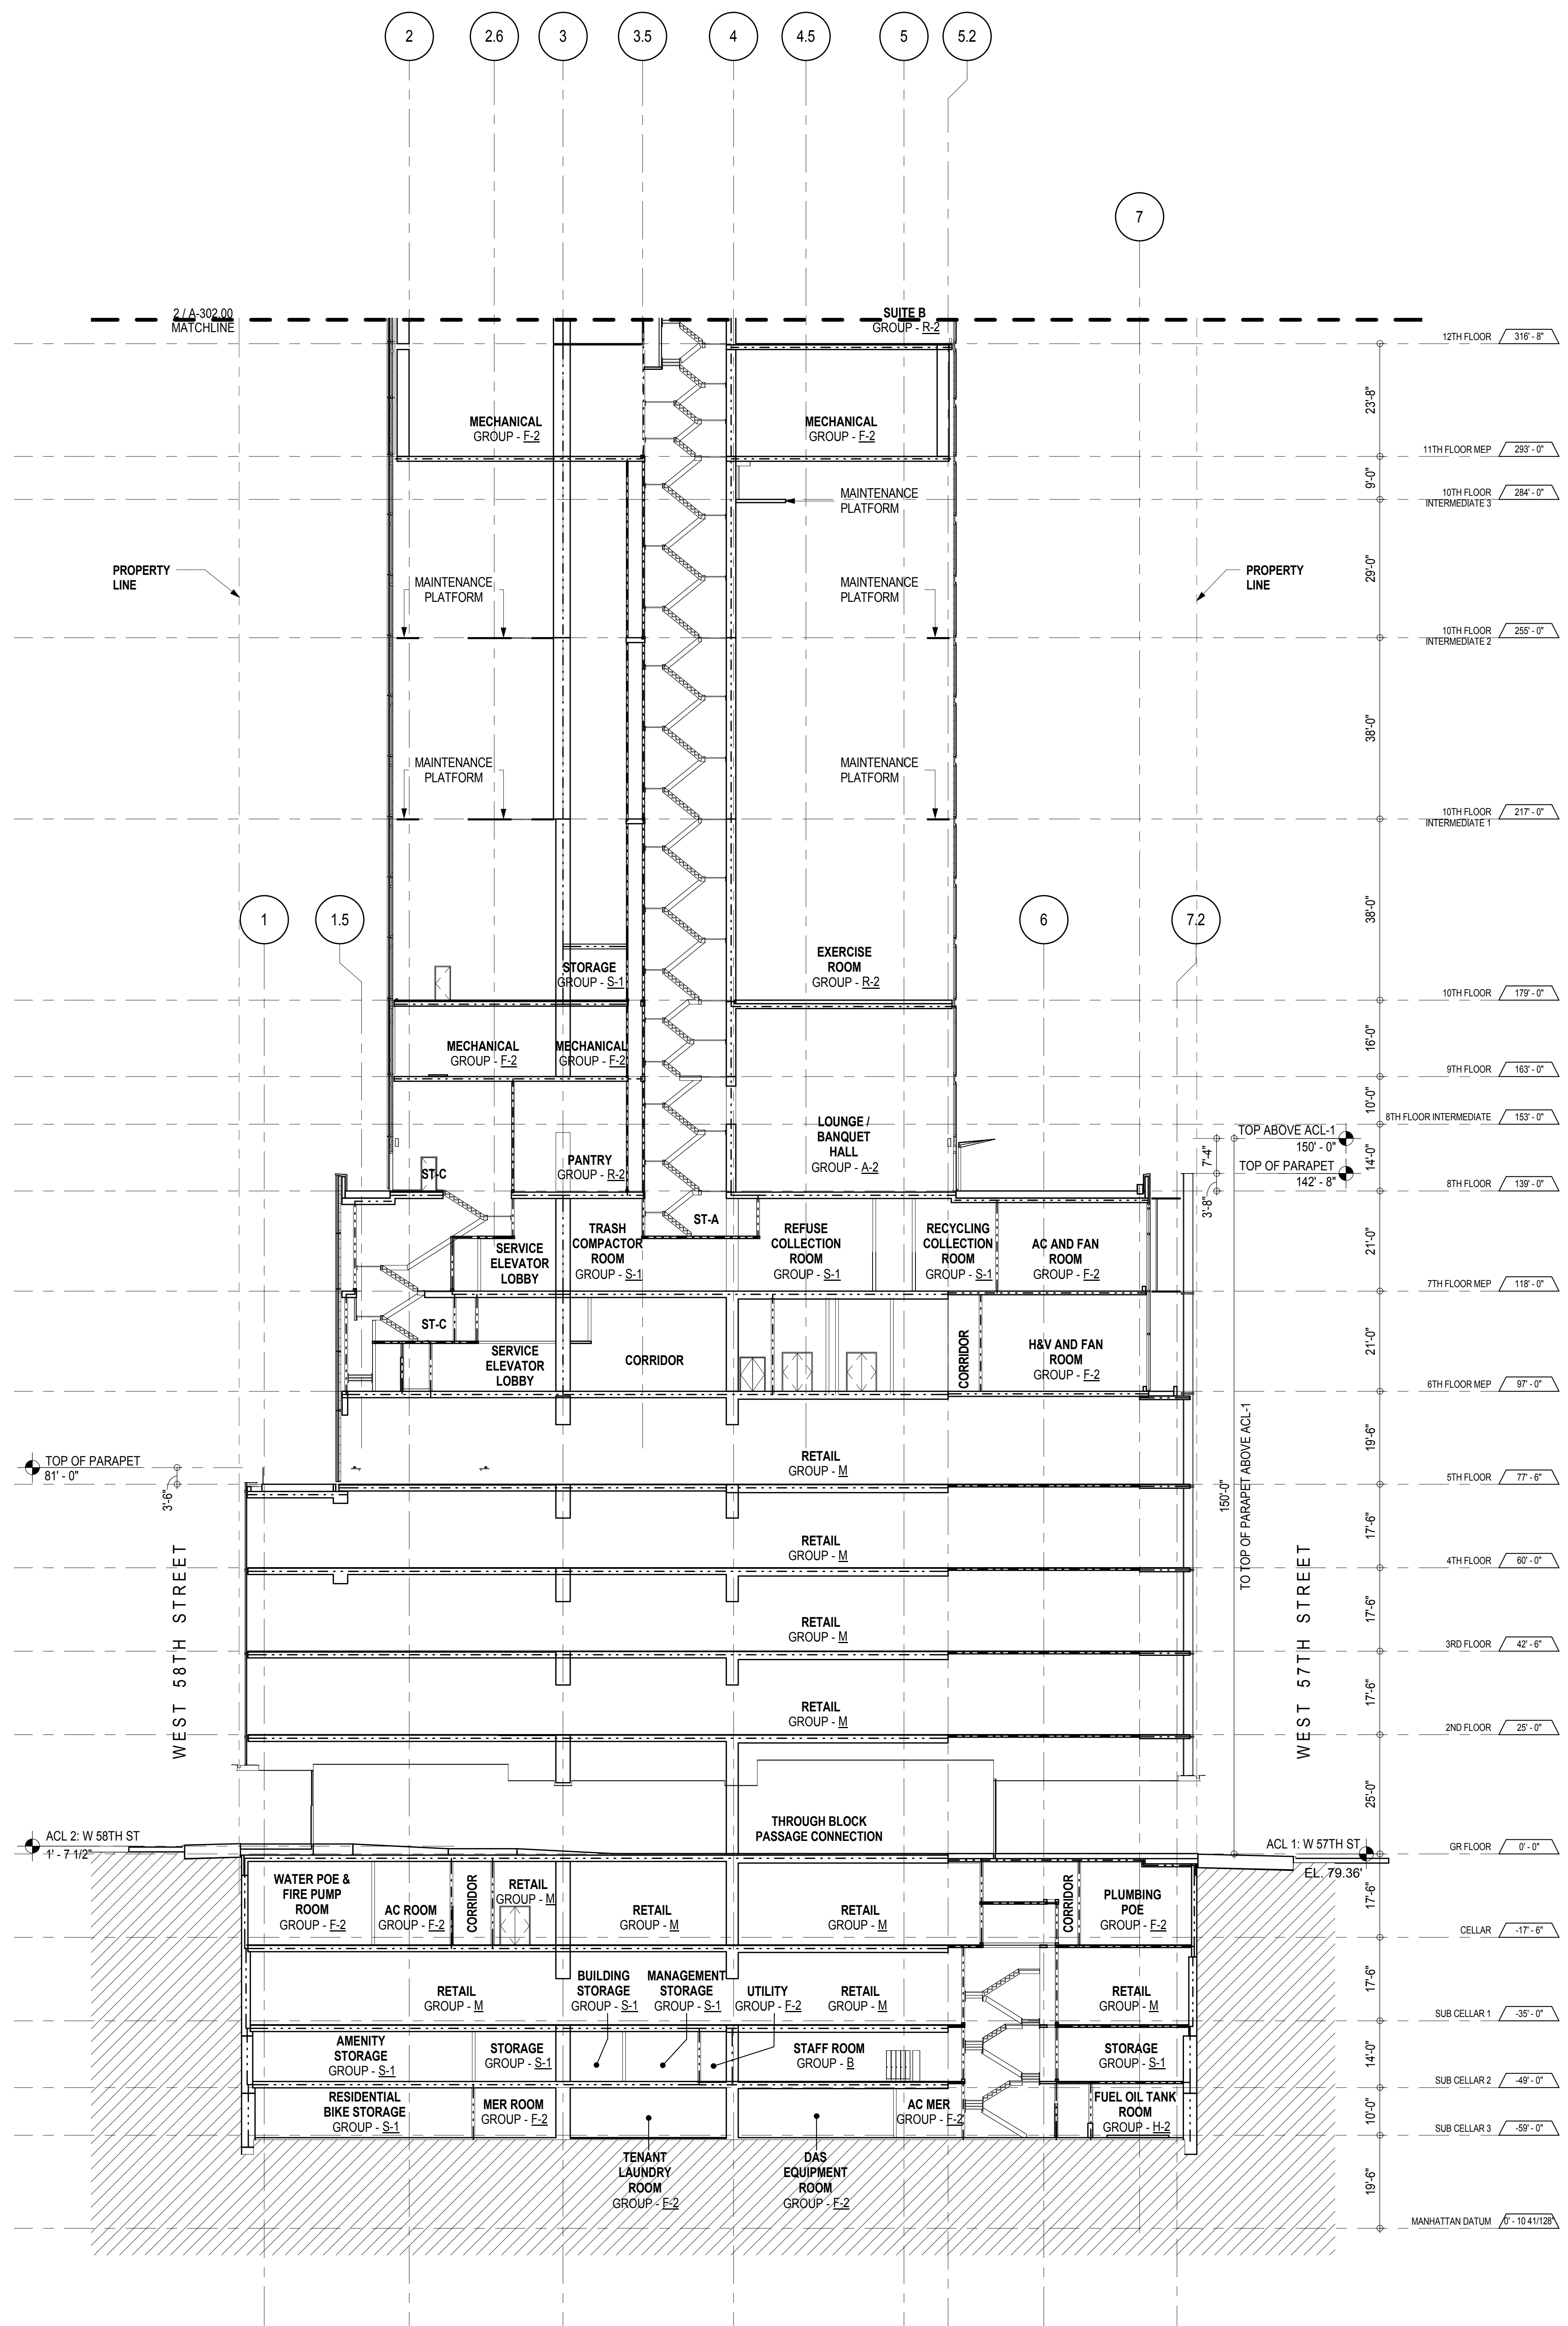 2
2.6
3
3.5
4
4.5
5
5.2
7
2 / A-302.00
MATCHLINE
SUITE B
GROUP - R-2
12TH FLOOR 316' - 8"
23'-8"
MECHANICAL
GROUP - F-2
MECHANICAL
GROUP - F-2
11TH FLOOR MEP 293' - 0"
9'-0"
MAINTENANCE
PLATFORM
10TH FLOOR
INTERMEDIATE 3
284' - 0"
29'-0"
PROPERTY
LINE
MAINTENANCE
PLATFORM
MAINTENANCE
PLATFORM
PROPERTY
LINE
10TH FLOOR
INTERMEDIATE 2
255' - 0"
38'-0"
MAINTENANCE
PLATFORM
MAINTENANCE
PLATFORM
10TH FLOOR
INTERMEDIATE 1
217' - 0"
38'-0"
1
1.5
6
7.2
STORAGE
GROUP - S-1
EXERCISE
ROOM
GROUP - R-2
10TH FLOOR 179' - 0"
16'-0"
MECHANICAL
GROUP - F-2
MECHANICAL
GROUP - F-2
9TH FLOOR 163' - 0"
10'-0"
8TH FLOOR INTERMEDIATE 153' - 0"
LOUNGE /
BANQUET
HALL
GROUP - A-2
TOP ABOVE ACL-1
150' - 0"
7'-4"
14'-0"
TOP OF PARAPET
142' - 8"
ST-C
PANTRY
GROUP - R-2
8TH FLOOR 139' - 0"
3'-8"
21'-0"
ST-A
SERVICE
ELEVATOR
LOBBY
TRASH
COMPACTOR
ROOM
GROUP - S-1
REFUSE
COLLECTION
ROOM
GROUP - S-1
RECYCLING
COLLECTION
ROOM
GROUP - S-1
AC AND FAN
ROOM
GROUP - F-2
7TH FLOOR MEP 118' - 0"
21'-0"
ST-C
SERVICE
ELEVATOR
LOBBY
CORRIDOR
CORRIDOR
H&V AND FAN
ROOM
GROUP - F-2
6TH FLOOR MEP 97' - 0"
19'-6"
TOP OF PARAPET
81' - 0"
3'-6"
RETAIL
GROUP - M
5TH FLOOR 77' - 6"
150'-0"
TO TOP OF PARAPET ABOVE ACL-1
17'-6"
RETAIL
GROUP - M
4TH FLOOR 60' - 0"
WEST 58TH STREET
WEST 57TH STREET
17'-6"
RETAIL
GROUP - M
3RD FLOOR 42' - 6"
17'-6"
RETAIL
GROUP - M
2ND FLOOR 25' - 0"
25'-0"
THROUGH BLOCK
PASSAGE CONNECTION
ACL 2: W 58TH ST
1' - 7 1/2"
ACL 1: W 57TH ST
EL. 79.36'
GR FLOOR 0' - 0"
17'-6"
WATER POE &
FIRE PUMP
ROOM
GROUP - F-2
AC ROOM
GROUP - F-2
CORRIDOR
RETAIL
GROUP - M
RETAIL
GROUP - M
RETAIL
GROUP - M
CORRIDOR
PLUMBING
POE
GROUP - F-2
CELLAR -17' - 6"
17'-6"
RETAIL
GROUP - M
BUILDING
STORAGE
GROUP - S-1
MANAGEMENT
STORAGE
GROUP - S-1
UTILITY
GROUP - F-2
RETAIL
GROUP - M
RETAIL
GROUP - M
SUB CELLAR 1 -35' - 0"
14'-0"
AMENITY
STORAGE
GROUP - S-1
STORAGE
GROUP - S-1
STAFF ROOM
GROUP - B
STORAGE
GROUP - S-1
SUB CELLAR 2 -49' - 0"
10'-0"
RESIDENTIAL
BIKE STORAGE
GROUP - S-1
MER ROOM
GROUP - F-2
AC MER
GROUP - F-2
FUEL OIL TANK
ROOM
GROUP - H-2
SUB CELLAR 3 -59' - 0"
19'-6"
TENANT
LAUNDRY
ROOM
GROUP - F-2
DAS
EQUIPMENT
ROOM
GROUP - F-2
MANHATTAN DATUM 0' - 10 41/128"